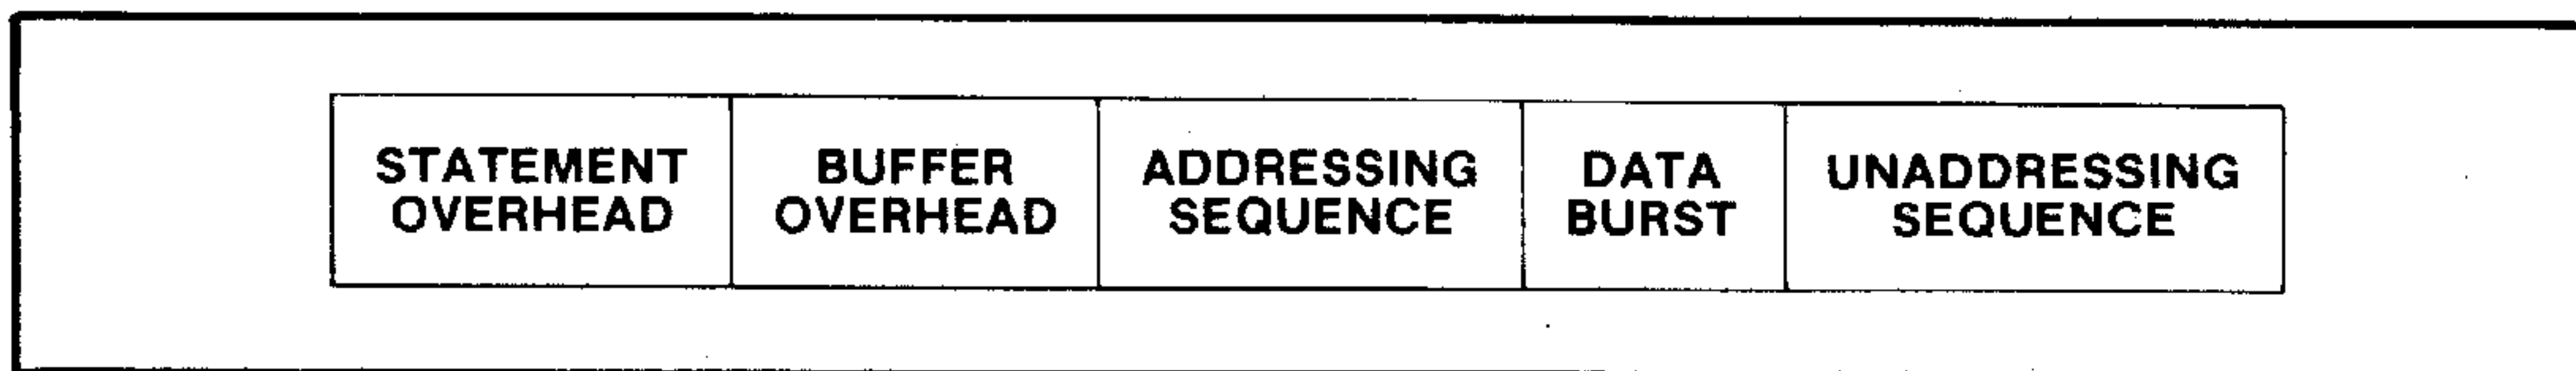 STATEMENT
OVERHEAD
BUFFER
OVERHEAD
ADDRESSING
SEQUENCE
DATA
BURST
UNADDRESSING
SEQUENCE